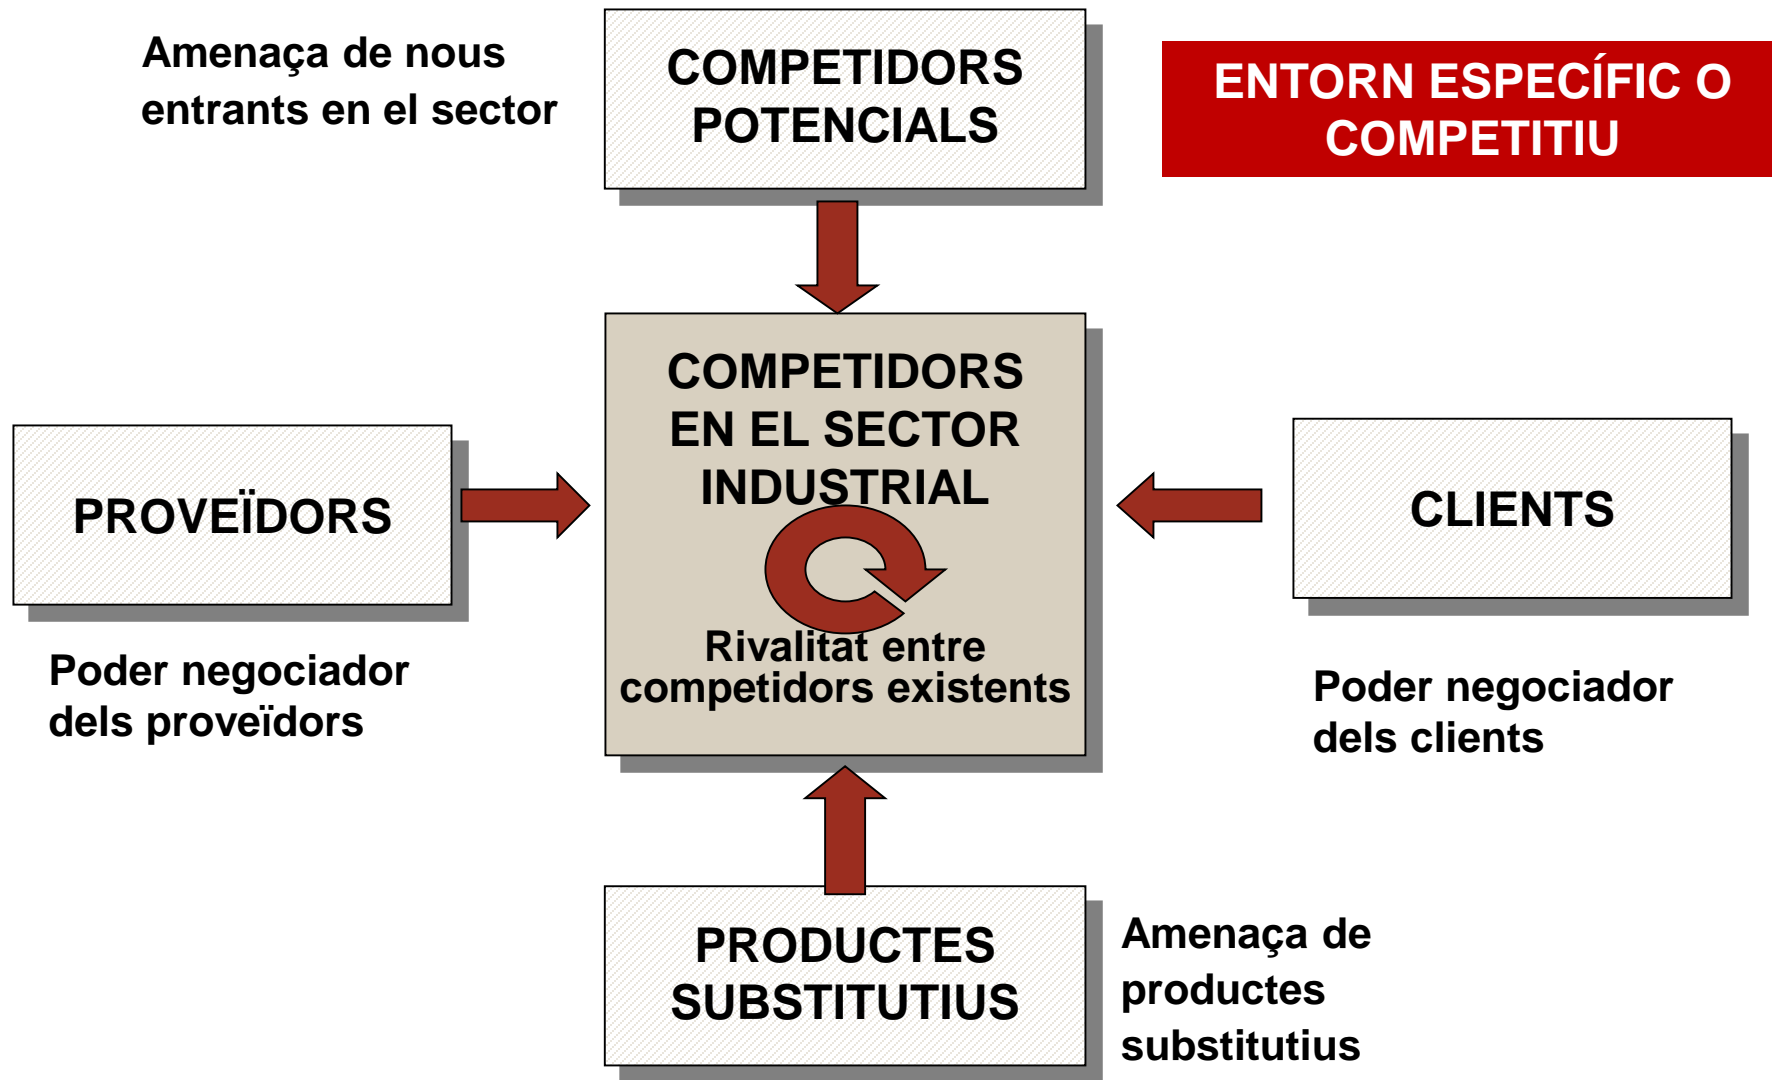 Amenaça de nous
entrants en el sector
COMPETIDORS
POTENCIALS
ENTORN ESPECÍFIC O
COMPETITIU
COMPETIDORS
EN EL SECTOR
INDUSTRIAL
Rivalitat entre
competidors existents
PROVEÏDORS
Poder negociador
dels proveïdors
CLIENTS
Poder negociador
dels clients
PRODUCTES
SUBSTITUTIUS
Amenaça de
productes
substitutius